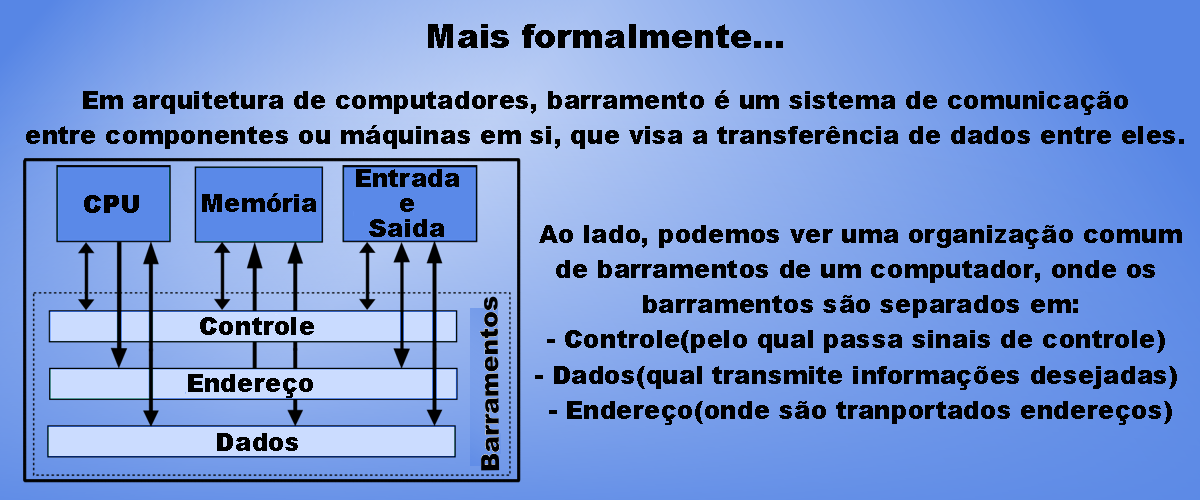 Mais formalmente...
Em arquitetura de computadores, barramento é um sistema de comunicação
entre componentes ou máquinas em si, que visa a transferência de dados entre eles.
CPU
Memória
Entrada
e
Saida
Controle
Endereço
Dados
Barramentos
Ao lado, podemos ver uma organização comum
de barramentos de um computador, onde os
barramentos são separados em:
- Controle(pelo qual passa sinais de controle)
- Dados(qual transmite informações desejadas)
- Endereço(onde são tranportados endereços)